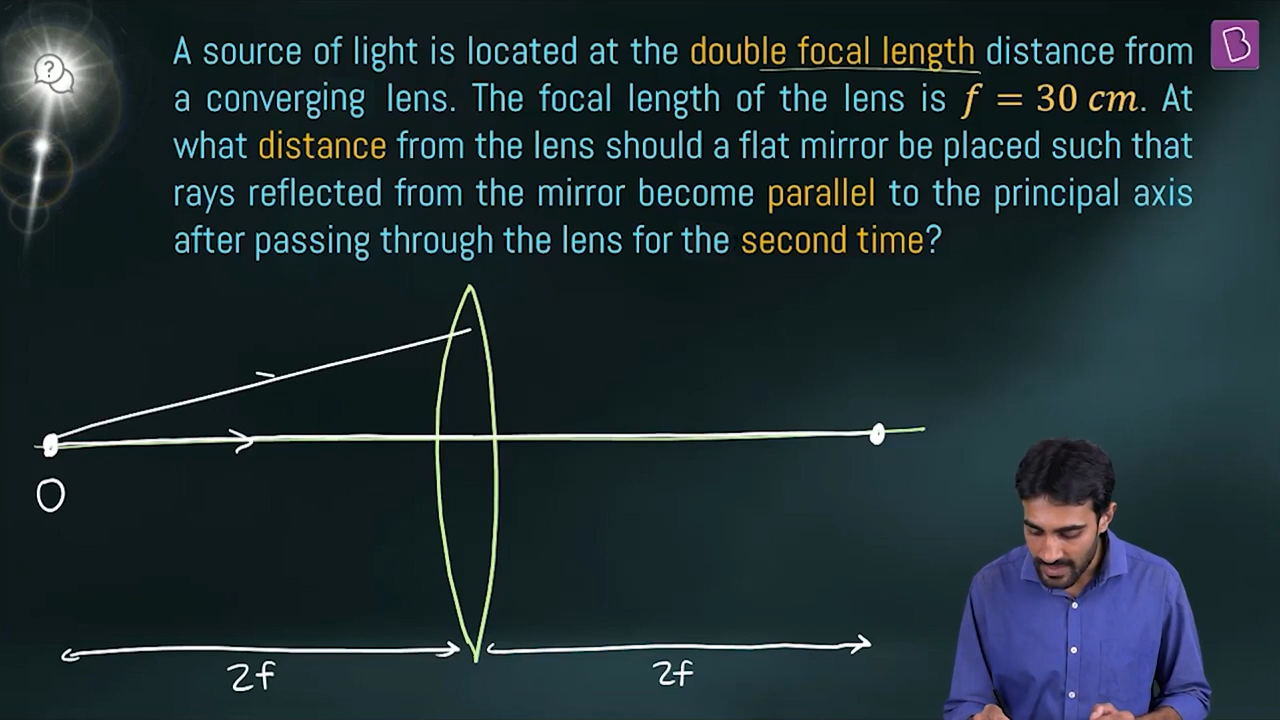 A source of light is located at the double focal length distance from
a converging lens. The focal length of the lens is f = 30 cm. At
what distance from the lens should a flat mirror be placed such that
rays reflected from the mirror become parallel to the principal axis
after passing through the lens for the second time?
?
B
O
2f
2f